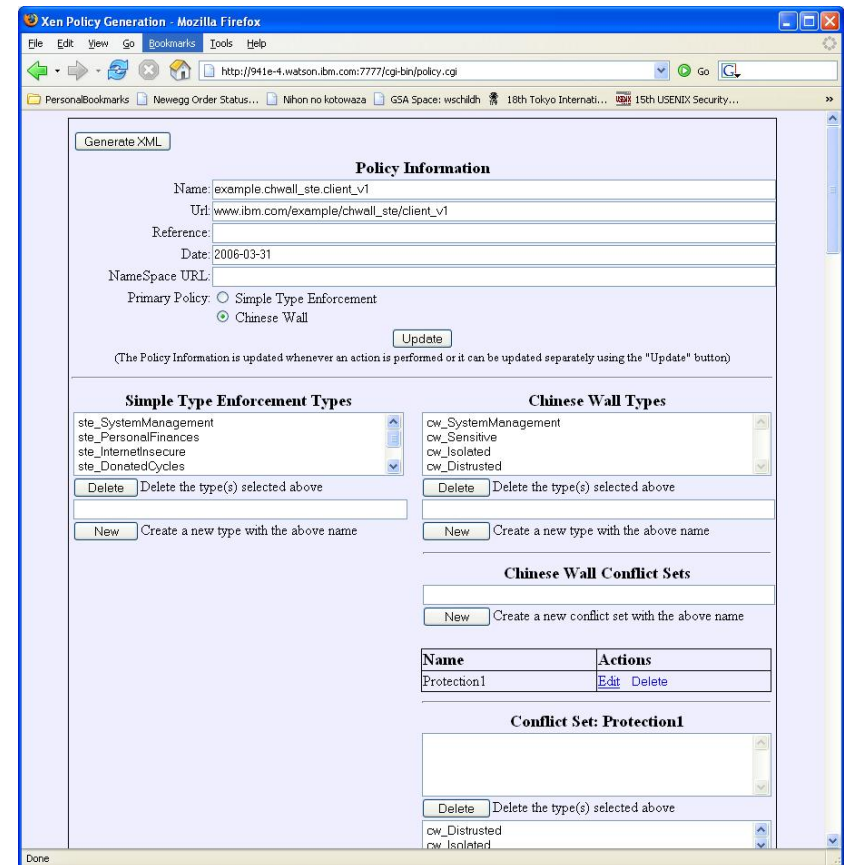 Xen Policy Generation - Mozilla Firefox
File Edit View Go Bookmarks Tools Help
http://941e-4.watson.ibm.com:7777/cgi-bin/policy.cgi Go G
PersonalBookmarks Newegg Order Status... Nihon no kotowaza GSA Space: wschildh 18th Tokyo Internati... 15th USENIX Security... »
Generate XML
Policy Information
Name: example.chwall_ste.client_v1
Url: www.ibm.com/example/chwall_ste/client_v1
Reference:
Date: 2006-03-31
NameSpace URL:
Primary Policy: Simple Type Enforcement
Chinese Wall
Update
(The Policy Information is updated whenever an action is performed or it can be updated separately using the "Update" button)
Simple Type Enforcement Types
ste_SystemManagement
ste_PersonalFinances
ste_InternetInsecure
ste_DonatedCycles
Delete Delete the type(s) selected above
New Create a new type with the above name
Chinese Wall Types
cw_SystemManagement
cw_Sensitive
cw_Isolated
cw_Distrusted
Delete Delete the type(s) selected above
New Create a new type with the above name
Chinese Wall Conflict Sets
New Create a new conflict set with the above name
Name Actions
Protection1 Edit Delete
Conflict Set: Protection1
Delete Delete the type(s) selected above
cw_Distrusted
cw_Isolated
Done